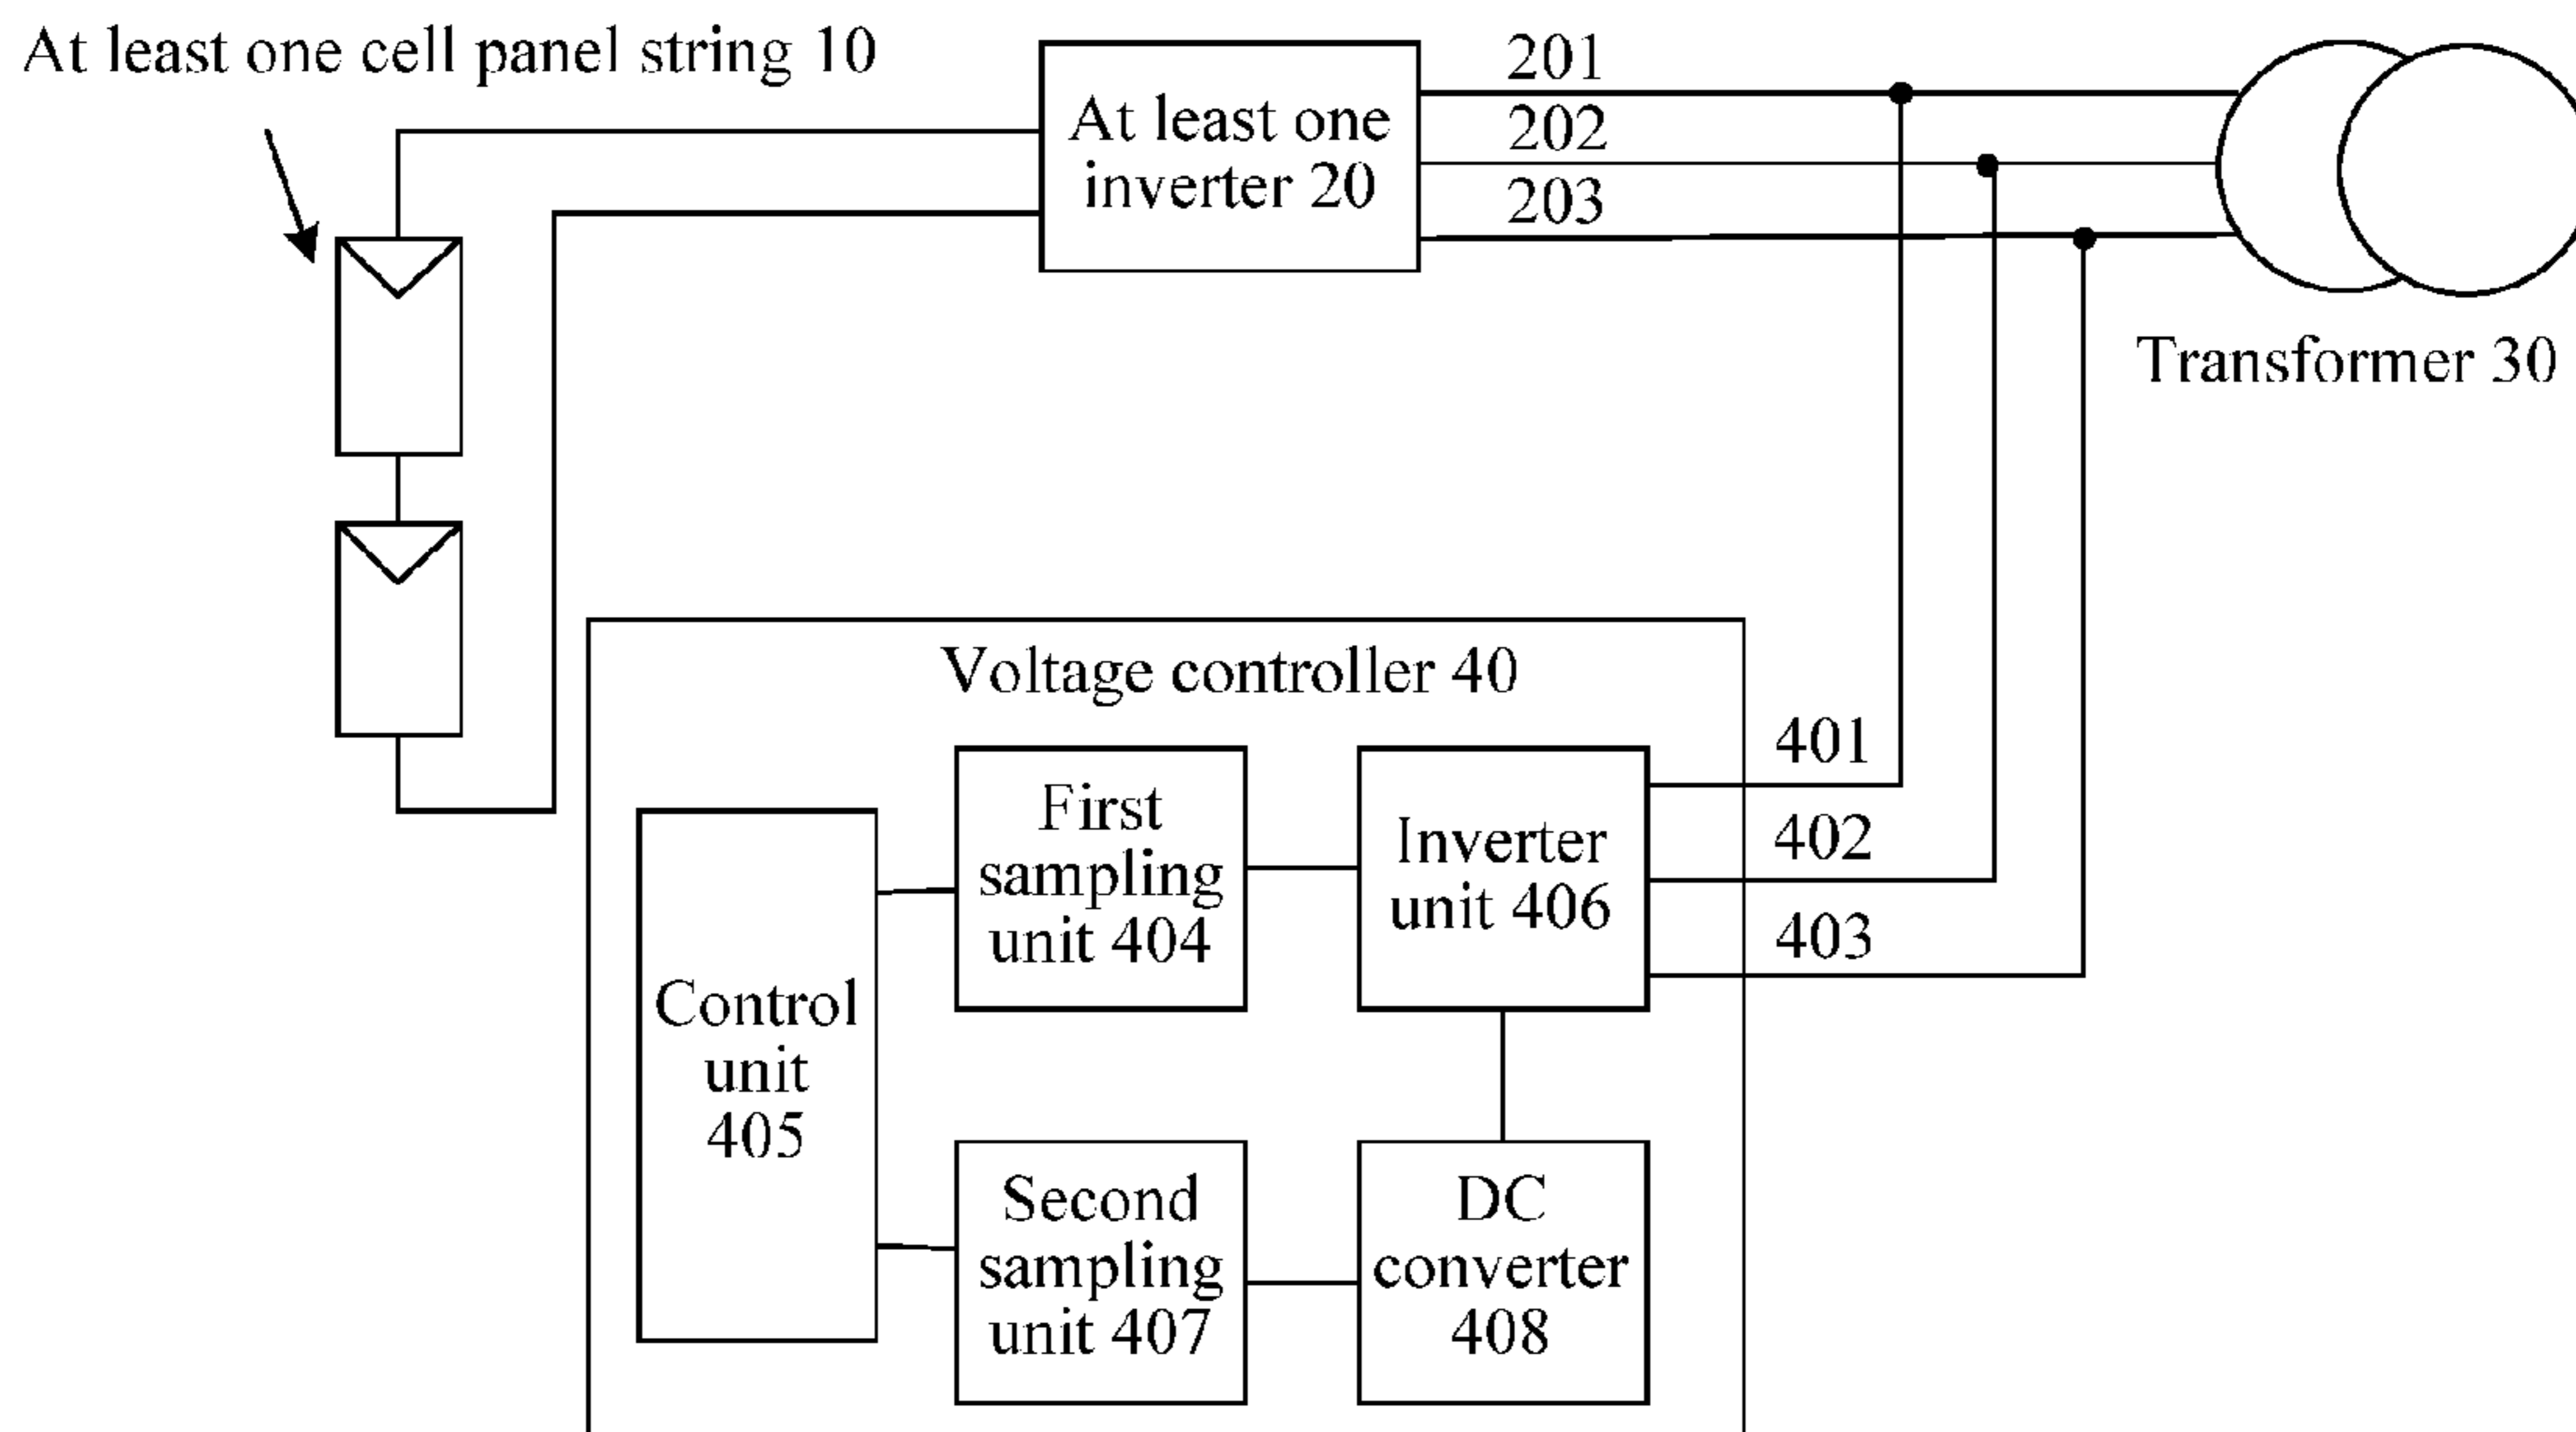 At least one cell panel string 10
At least one
inverter 20
201
202
203
Transformer 30
Voltage controller 40
401
402
403
First
sampling
unit 404
Inverter
unit 406
Control
unit
405
Second
sampling
unit 407
DC
converter
408